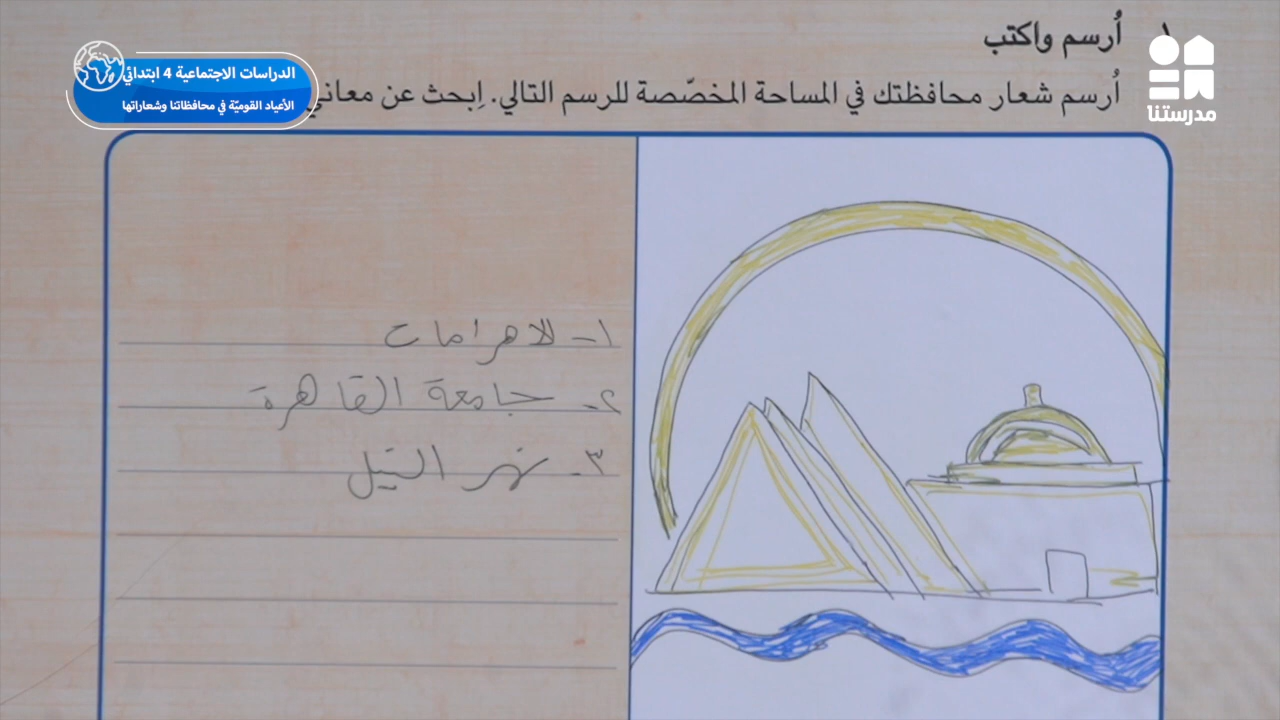 أُرسم واكتب
أُرسم شعار محافظتك في المساحة المخصّصة للرسم التالي. اِبحث عن معاني
الدراسات الاجتماعية 4 ابتدائي
الأعياد القوميّة في محافظاتنا وشعاراتها
مدرستنا
١- الاهرامات
٢- جامعة القاهرة
٣- نهر النيل